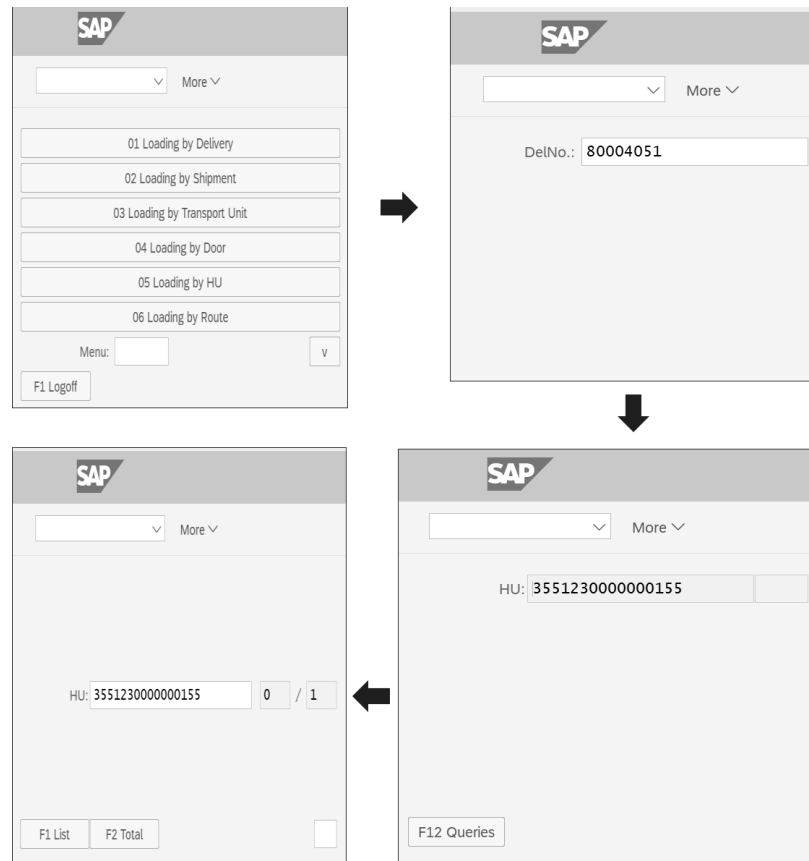 SAP
More
01 Loading by Delivery
02 Loading by Shipment
03 Loading by Transport Unit
04 Loading by Door
05 Loading by HU
06 Loading by Route
Menu: v
F1 Logoff
SAP
More
DelNo.: 80004051
SAP
More
HU: 3551230000000155
F12 Queries
SAP
More
HU: 3551230000000155 0 / 1
F1 List F2 Total